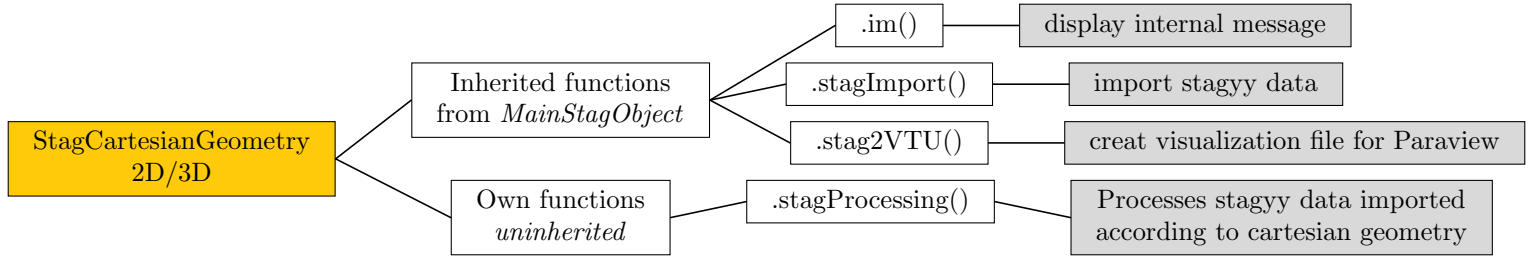 StagCartesianGeometry
2D/3D
Inherited functions
from MainStagObject
.im()
display internal message
.stagImport()
import stagyy data
.stag2VTU()
creat visualization file for Paraview
Own functions
uninherited
.stagProcessing()
Processes stagyy data imported
according to cartesian geometry